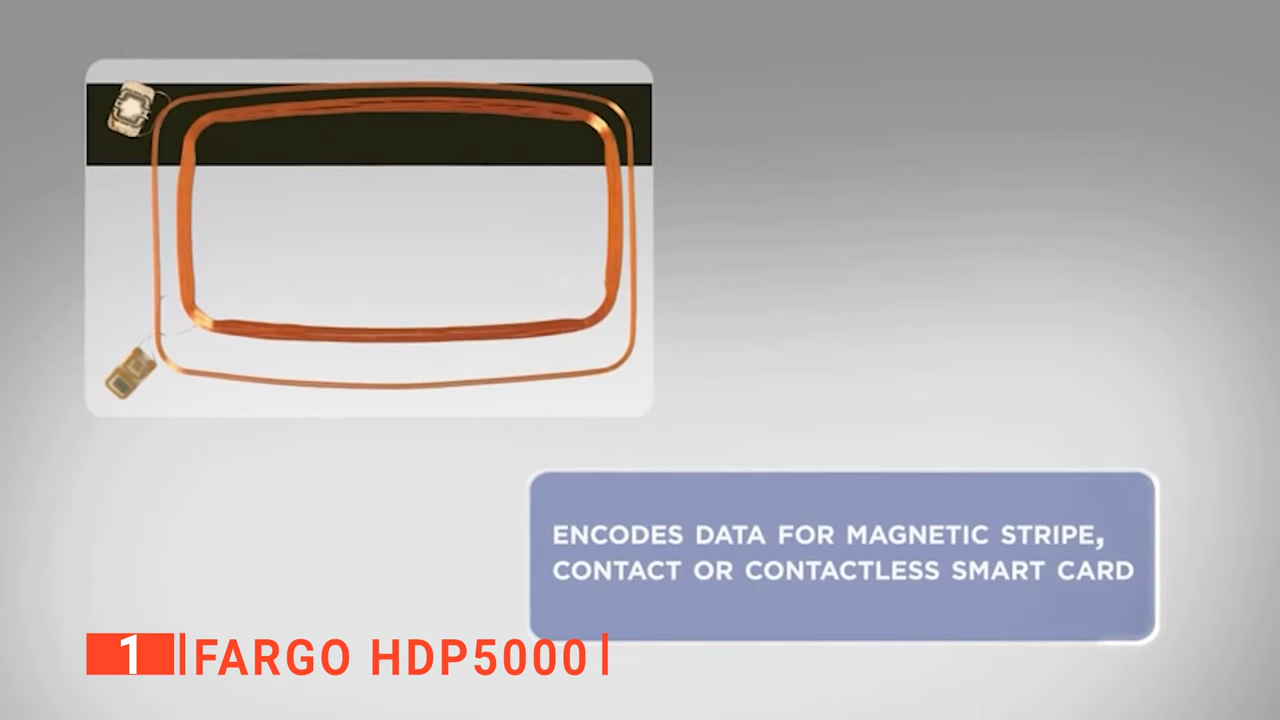 ENCODES DATA FOR MAGNETIC STRIPE,
CONTACT OR CONTACTLESS SMART CARD
1 FARGO HDP5000